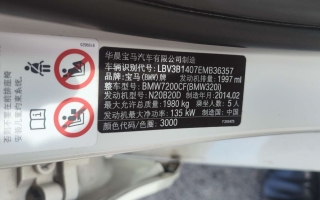 华晨宝马汽车有限公司制造
车辆识别代号: LBV3B1407EMB36357
品牌: 宝马(BMW)牌 发动机排量: 1997 ml
整车型号: BMW7200CF(BMW320I)
发动机型号: N20B20D 制造年月: 2014.02
最大允许总质量: 1980 kg 乘坐人数: 5 人
发动机最大净功率: 135 kW 制造国: 中国
颜色代码/色圈: 3000